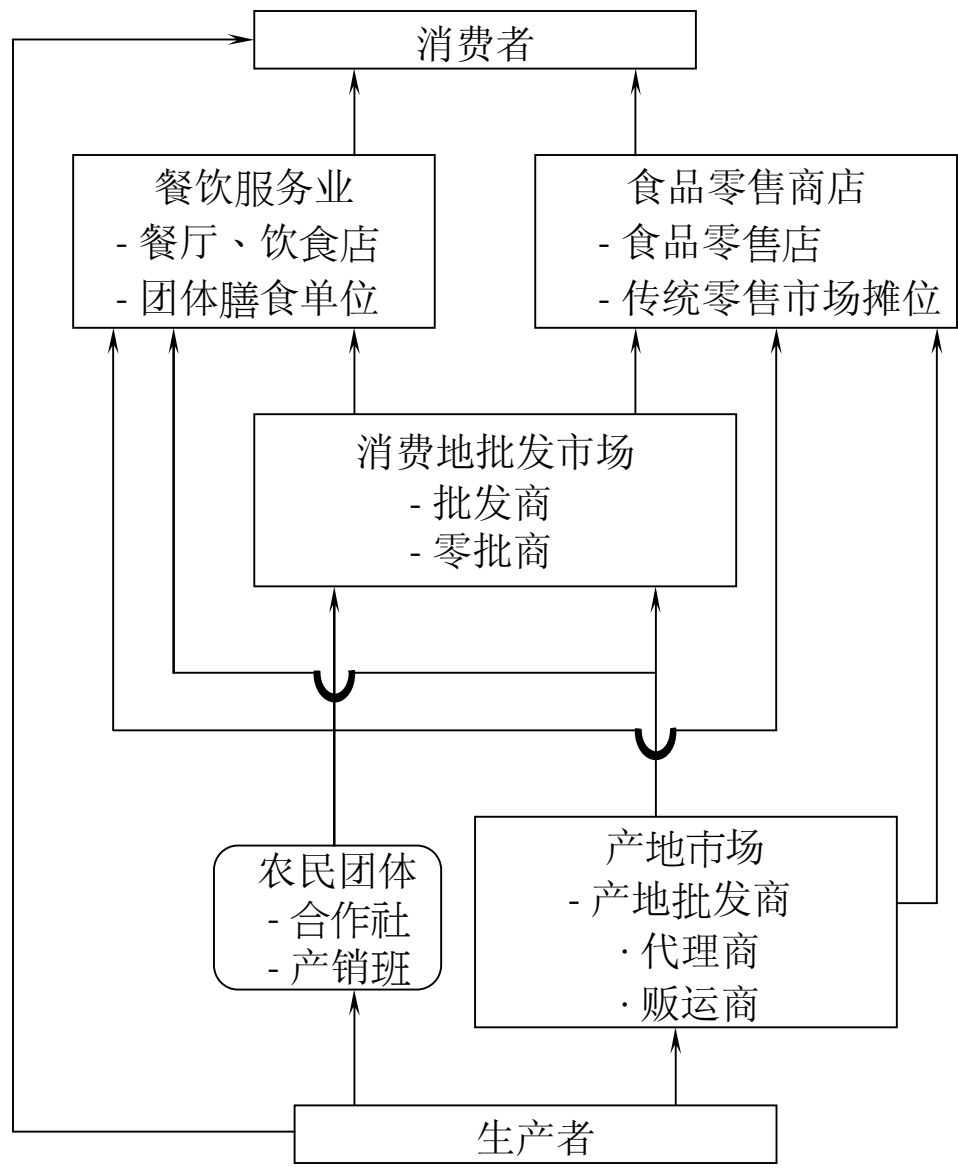 消费者
餐饮服务业
- 餐厅、饮食店
- 团体膳食单位
食品零售商店
- 食品零售店
- 传统零售市场摊位
消费地批发市场
- 批发商
- 零批商
农民团体
- 合作社
- 产销班
产地市场
- 产地批发商
· 代理商
· 贩运商
生产者